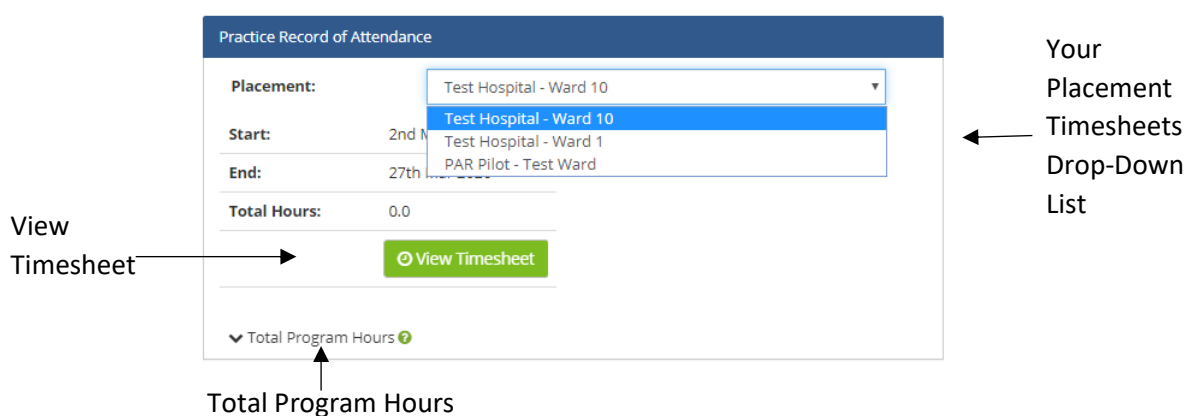 Practice Record of Attendance
Placement:
Test Hospital - Ward 10
Test Hospital - Ward 10
Test Hospital - Ward 1
PAR Pilot - Test Ward
Start:
2nd
End:
27th
Total Hours:
0.0
View Timesheet
Total Program Hours
View
Timesheet
Your
Placement
Timesheets
Drop-Down
List
Total Program Hours